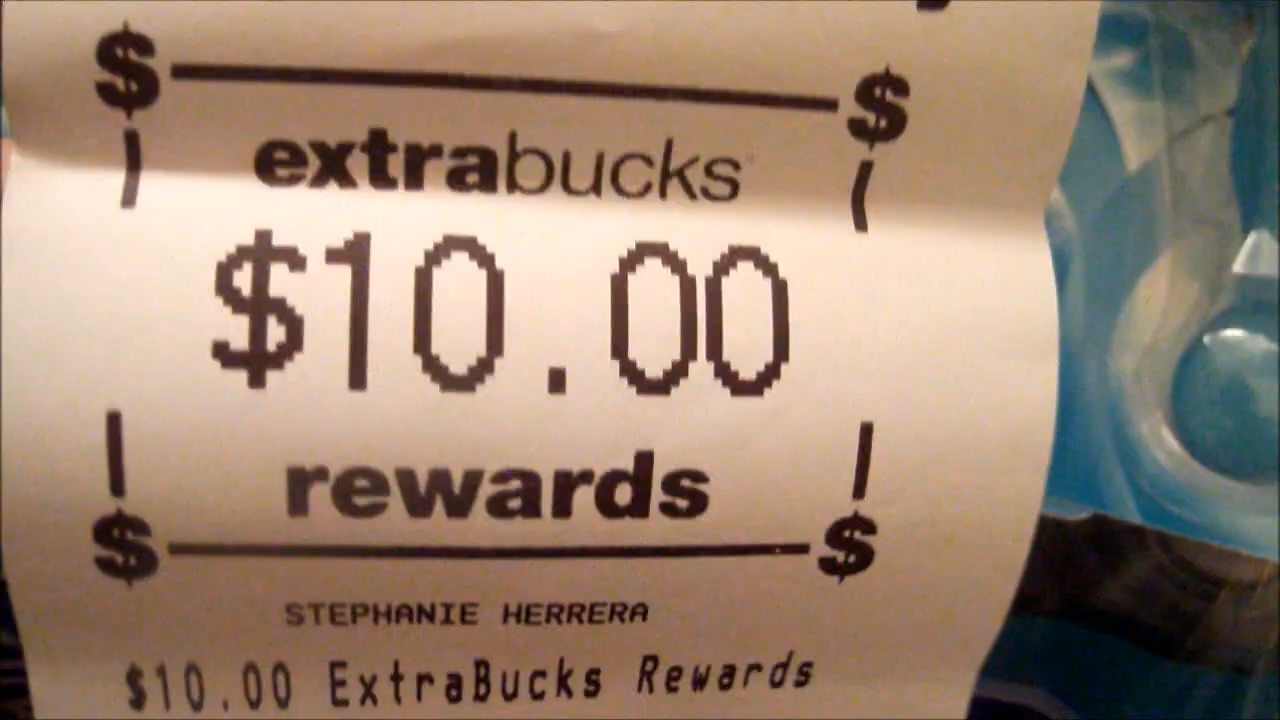 $ $
extrabucks
$10.00
rewards
$ $
STEPHANIE HERRERA
$10.00 ExtraBucks Rewards